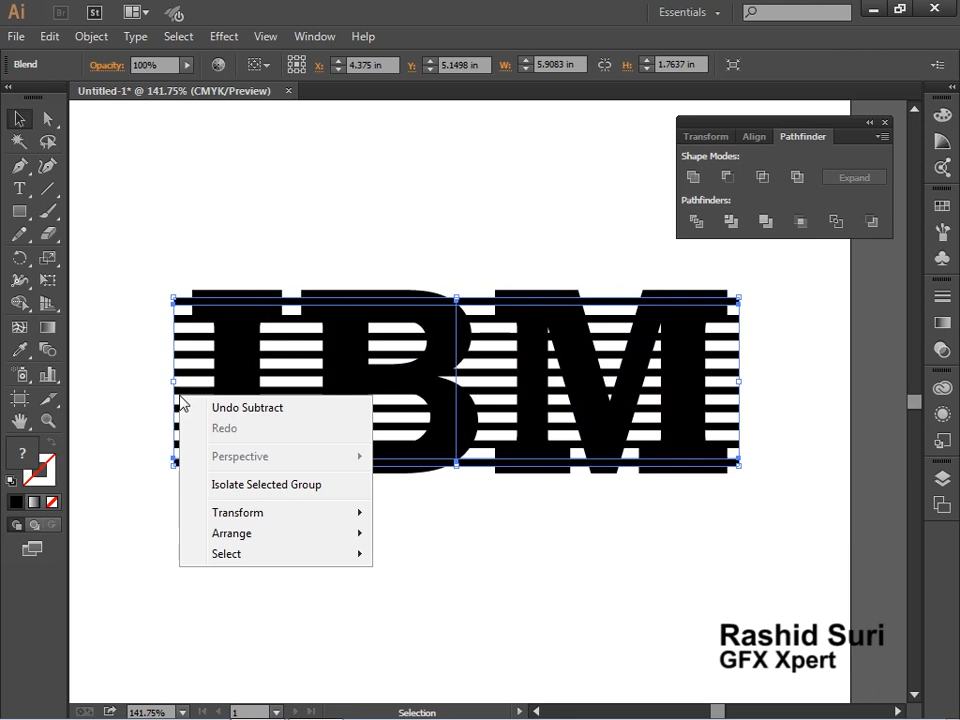 Ai Br St Essentials
File Edit Object Type Select Effect View Window Help
Blend Opacity: 100% X: 4.375 in Y: 5.1498 in W: 5.9083 in H: 1.7637 in
Untitled-1* @ 141.75% (CMYK/Preview)
Transform Align Pathfinder
Shape Modes:
Expand
Pathfinders:
IBM
Undo Subtract
Redo
Perspective
Isolate Selected Group
Transform
Arrange
Select
?
Rashid Suri
GFX Xpert
141.75% 1 Selection